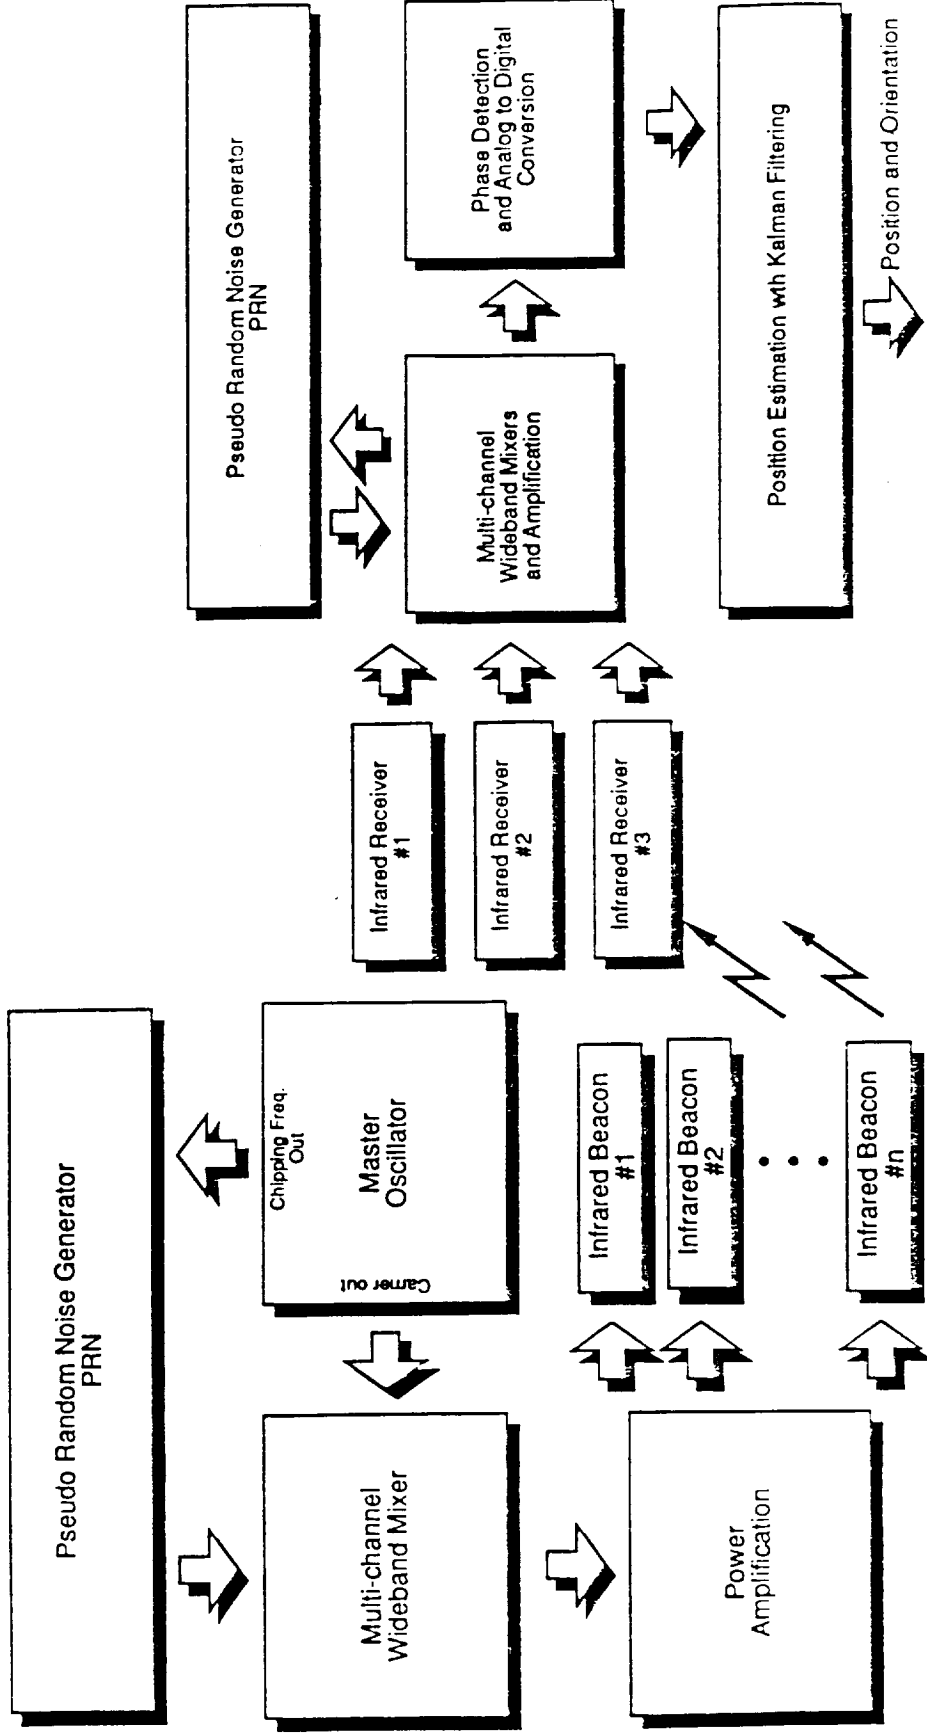 Pseudo Random Noise Generator
PRN
Chipping Freq.
Out
Master
Oscillator
Carrier out
Multi-channel
Wideband Mixer
Power
Amplification
Infrared Beacon
#1
Infrared Beacon
#2
Infrared Beacon
#n
Infrared Receiver
#1
Infrared Receiver
#2
Infrared Receiver
#3
Pseudo Random Noise Generator
PRN
Multi-channel
Wideband Mixers
and Amplification
Phase Detection
and Analog to Digital
Conversion
Position Estimation wth Kalman Filtering
Position and Orientation